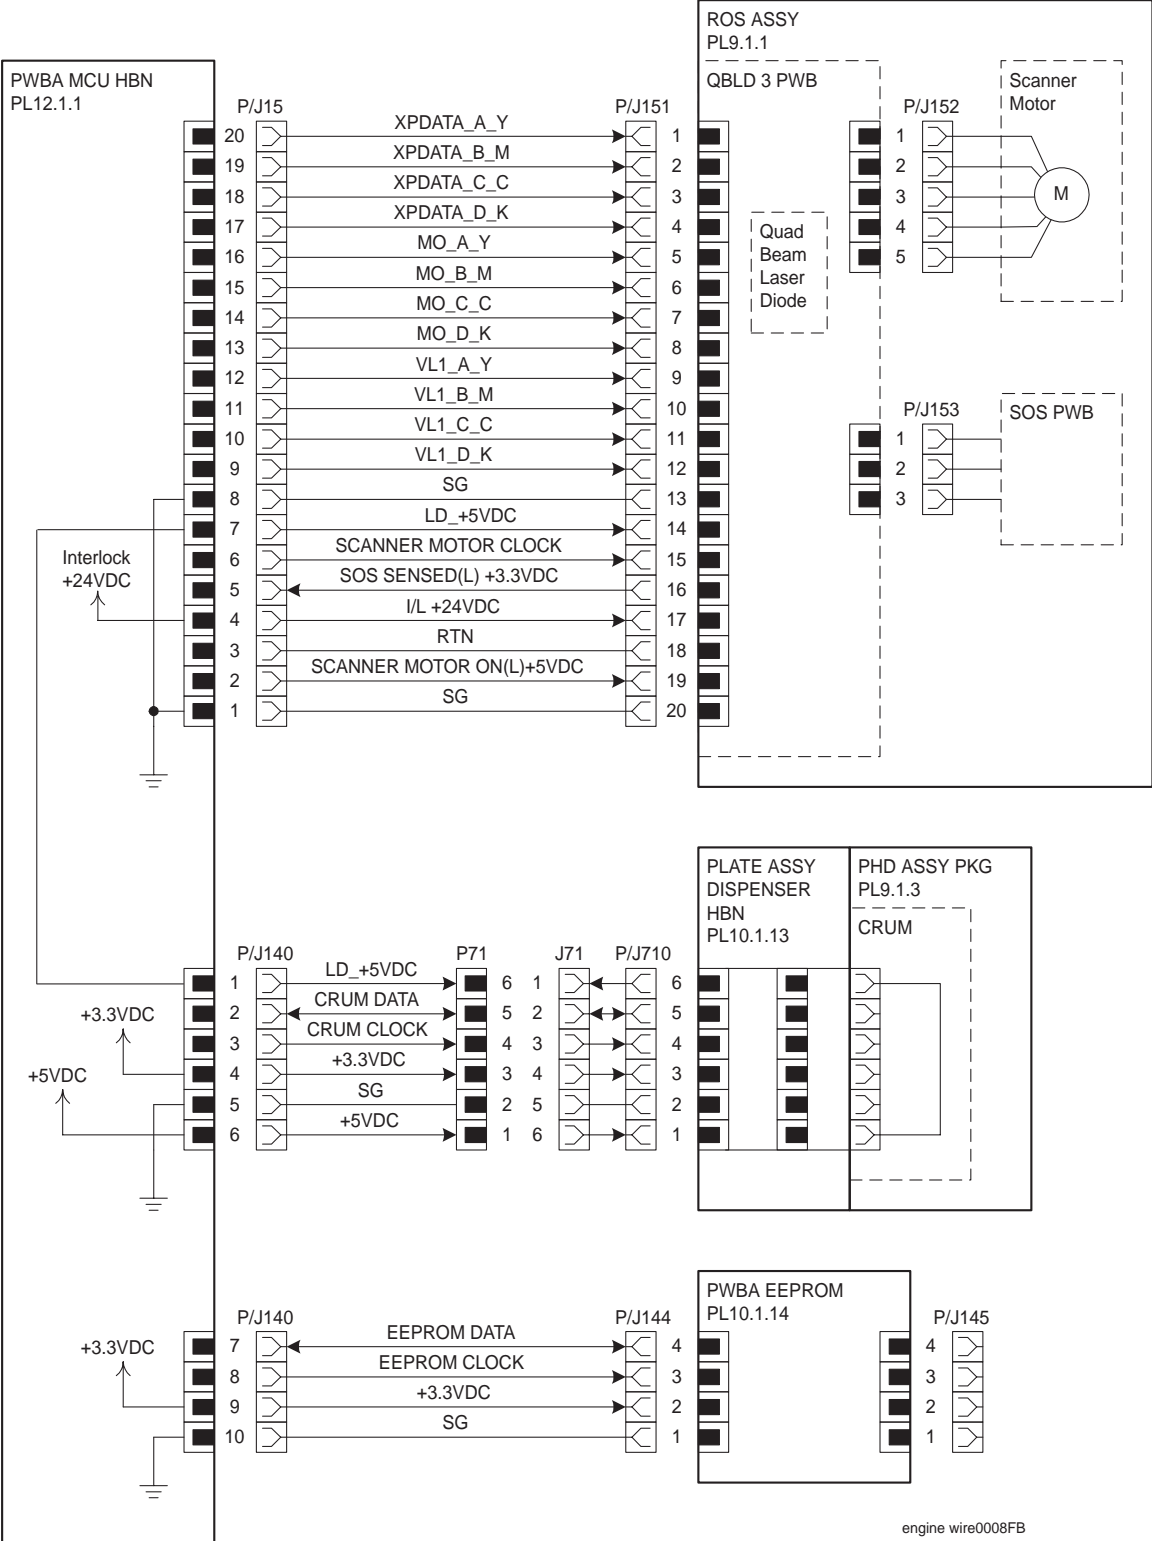 ROS ASSY
PL9.1.1
PWBA MCU HBN
PL12.1.1
QBLD 3 PWB
Scanner
Motor
P/J15
P/J151
P/J152
20 XPDATA_A_Y 1
19 XPDATA_B_M 2
18 XPDATA_C_C 3
17 XPDATA_D_K 4
16 MO_A_Y 5
15 MO_B_M 6
14 MO_C_C 7
13 MO_D_K 8
12 VL1_A_Y 9
11 VL1_B_M 10
10 VL1_C_C 11
9 VL1_D_K 12
8 SG 13
7 LD_+5VDC 14
6 SCANNER MOTOR CLOCK 15
5 SOS SENSED(L) +3.3VDC 16
4 I/L +24VDC 17
3 RTN 18
2 SCANNER MOTOR ON(L)+5VDC 19
1 SG 20
Interlock
+24VDC
Quad
Beam
Laser
Diode
1
2
3
4
5
M
P/J153
SOS PWB
1
2
3
PLATE ASSY
DISPENSER
HBN
PL10.1.13
PHD ASSY PKG
PL9.1.3
CRUM
P/J140
P71
J71
P/J710
1 LD_+5VDC 6 1 6
2 CRUM DATA 5 2 5
3 CRUM CLOCK 4 3 4
4 +3.3VDC 3 4 3
5 SG 2 5 2
6 +5VDC 1 6 1
+3.3VDC
+5VDC
PWBA EEPROM
PL10.1.14
P/J140
P/J144
P/J145
7 EEPROM DATA 4 4
8 EEPROM CLOCK 3 3
9 +3.3VDC 2 2
10 SG 1 1
+3.3VDC
engine wire0008FB